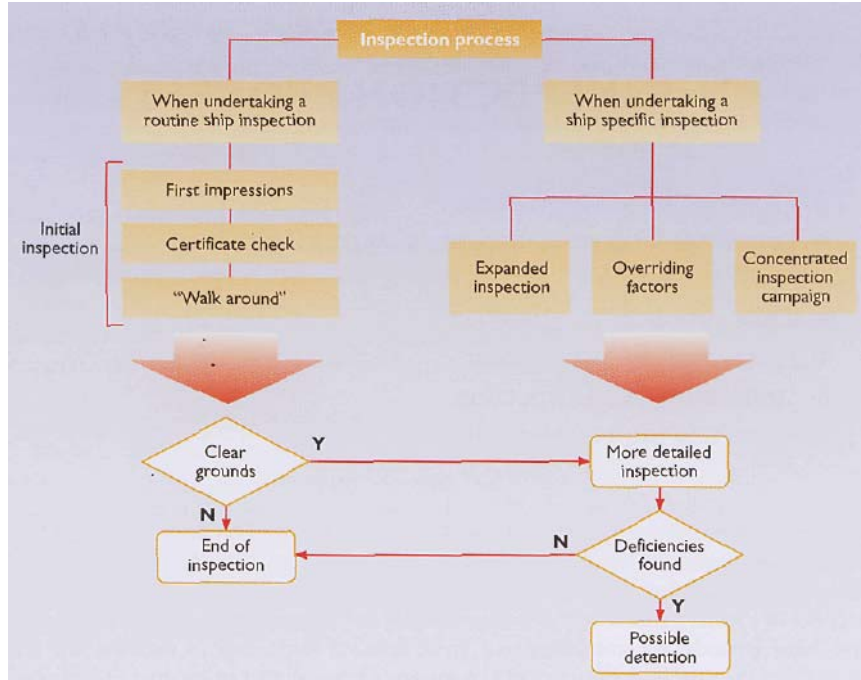 Inspection process
When undertaking a
routine ship inspection
When undertaking a
ship specific inspection
Initial
inspection
First impressions
Certificate check
“Walk around”
Expanded
inspection
Overriding
factors
Concentrated
inspection
campaign
Clear
grounds
Y
More detailed
inspection
N
End of
inspection
N
Deficiencies
found
Y
Possible
detention